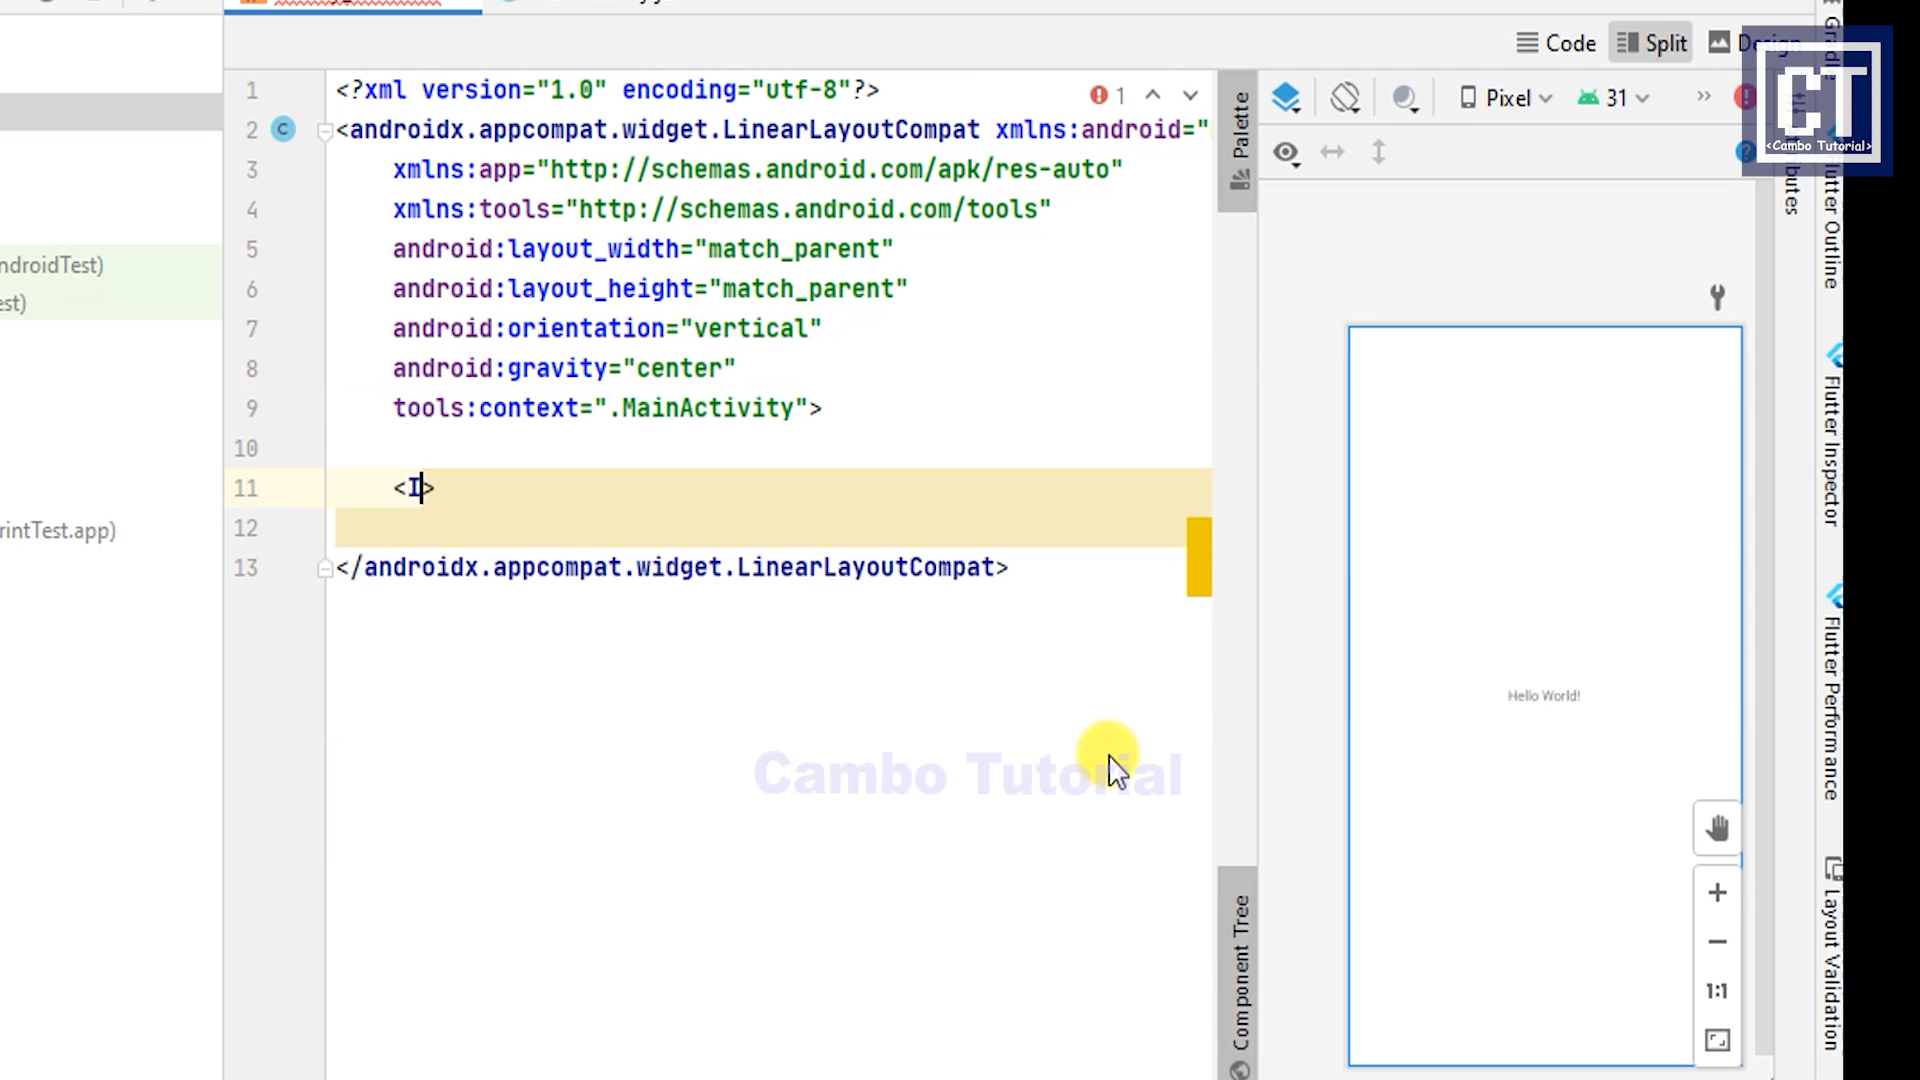 Code Split Design
1 <?xml version="1.0" encoding="utf-8"?>
2 <androidx.appcompat.widget.LinearLayoutCompat xmlns:android="
3 xmlns:app="http://schemas.android.com/apk/res-auto"
4 xmlns:tools="http://schemas.android.com/tools"
5 android:layout_width="match_parent"
6 android:layout_height="match_parent"
7 android:orientation="vertical"
8 android:gravity="center"
9 tools:context=".MainActivity">
10
11 <I>
12
13 </androidx.appcompat.widget.LinearLayoutCompat>
1
ndroidTest)
est)
rintTest.app)
Palette
Component Tree
Pixel 31
Hello World!
1:1
CT
<Cambo Tutorial>
Cambo Tutorial
butes
Gradle
Flutter Outline
Flutter Inspector
Flutter Performance
Layout Validation